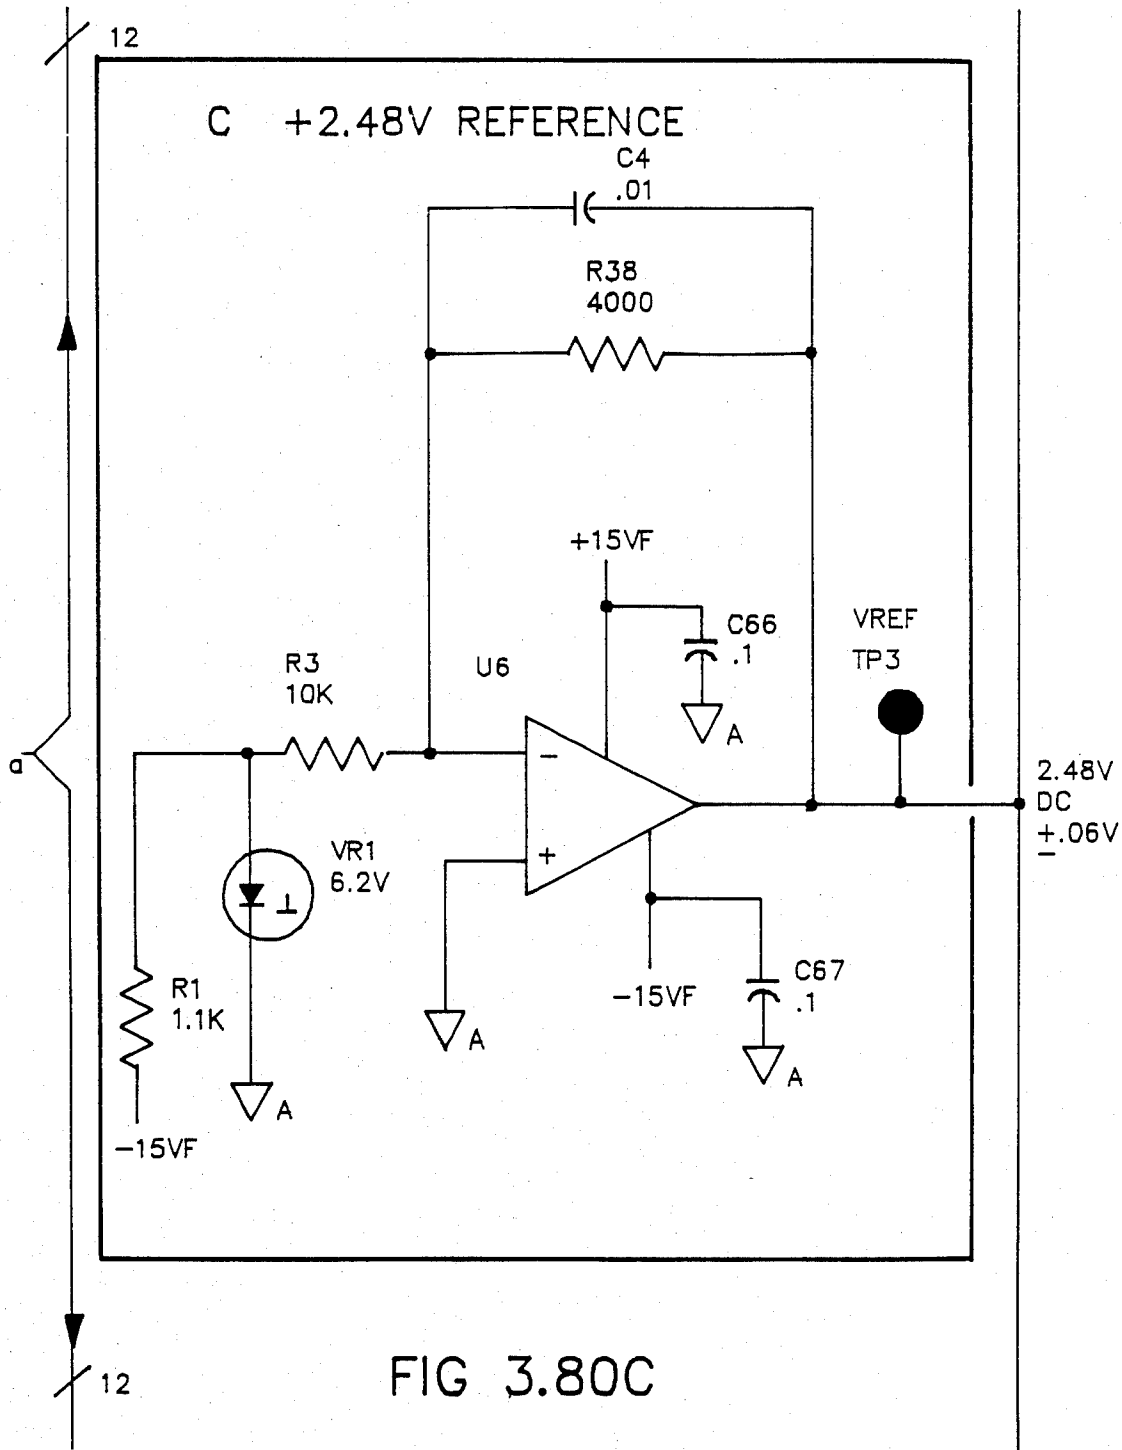 12
C +2.48V REFERENCE
C4
.01
R38
4000
+15VF
C66
.1
A
VREF
TP3
U6
R3
10K
a
−
+
2.48V
DC
+.06V
−
VR1
6.2V
R1
1.1K
A
-15VF
A
-15VF
C67
.1
A
12
FIG 3.80C